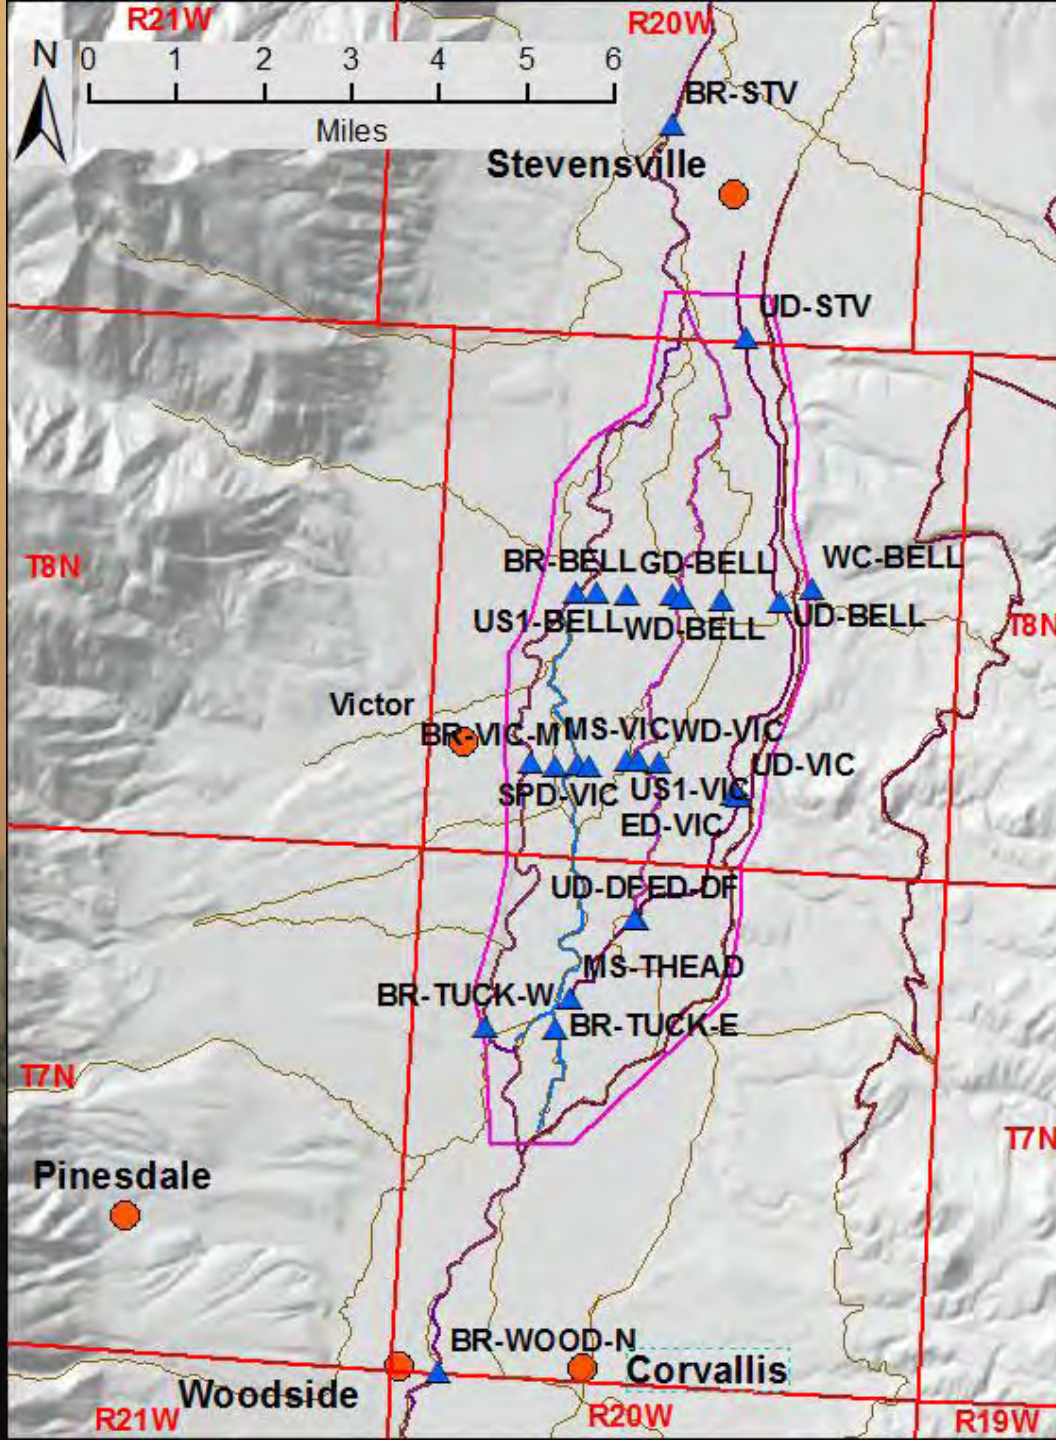 R21W
R20W
N
0 1 2 3 4 5 6
Miles
BR-STV
Stevensville
UD-STV
BR-BELL GD-BELL WC-BELL
T8N
US1-BELL WD-BELL UD-BELL
T8N
Victor
BR-VIC-M MS-VIC WD-VIC
UD-VIC
SPD-VIC US1-VIC
ED-VIC
UD-DF ED-DF
MS-THEAD
BR-TUCK-W
BR-TUCK-E
T7N
T7N
Pinesdale
BR-WOOD-N
Corvallis
Woodside
R21W
R20W
R19W